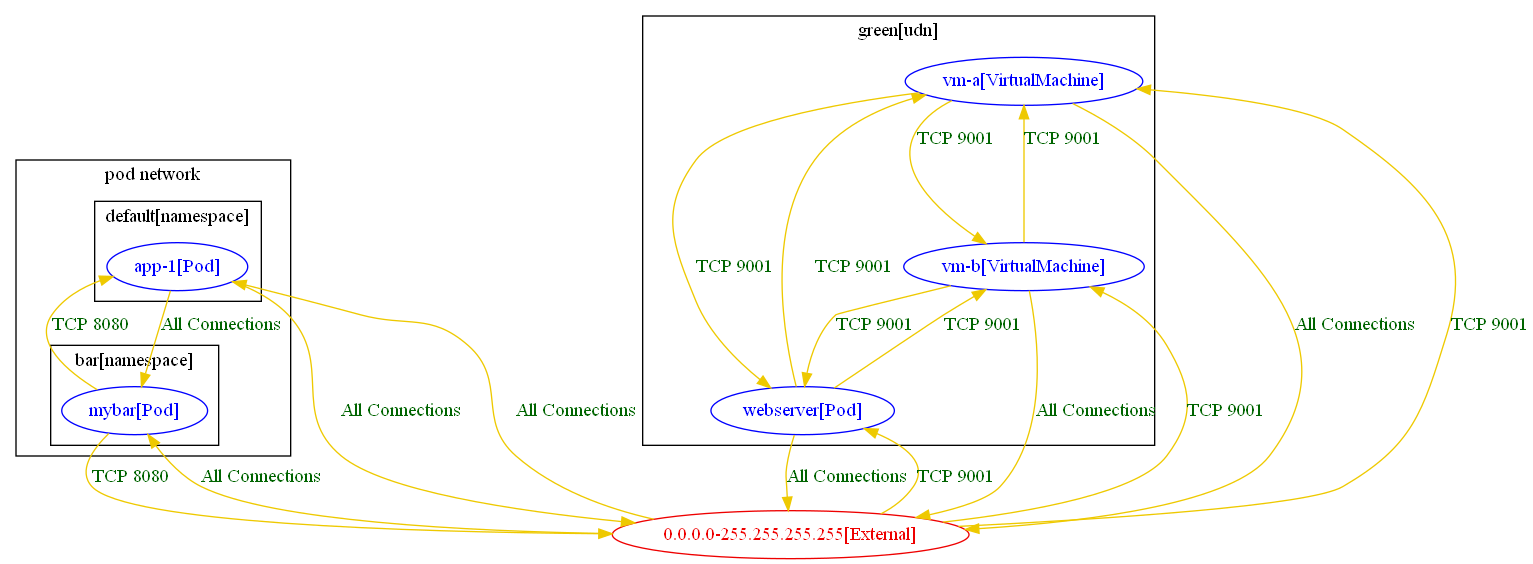 green[udn]
vm-a[VirtualMachine]
TCP 9001
TCP 9001
pod network
default[namespace]
app-1[Pod]
TCP 9001
TCP 9001
vm-b[VirtualMachine]
TCP 8080
All Connections
TCP 9001
TCP 9001
All Connections
TCP 9001
bar[namespace]
mybar[Pod]
All Connections
All Connections
webserver[Pod]
All Connections
TCP 9001
TCP 8080
All Connections
All Connections
TCP 9001
0.0.0.0-255.255.255.255[External]